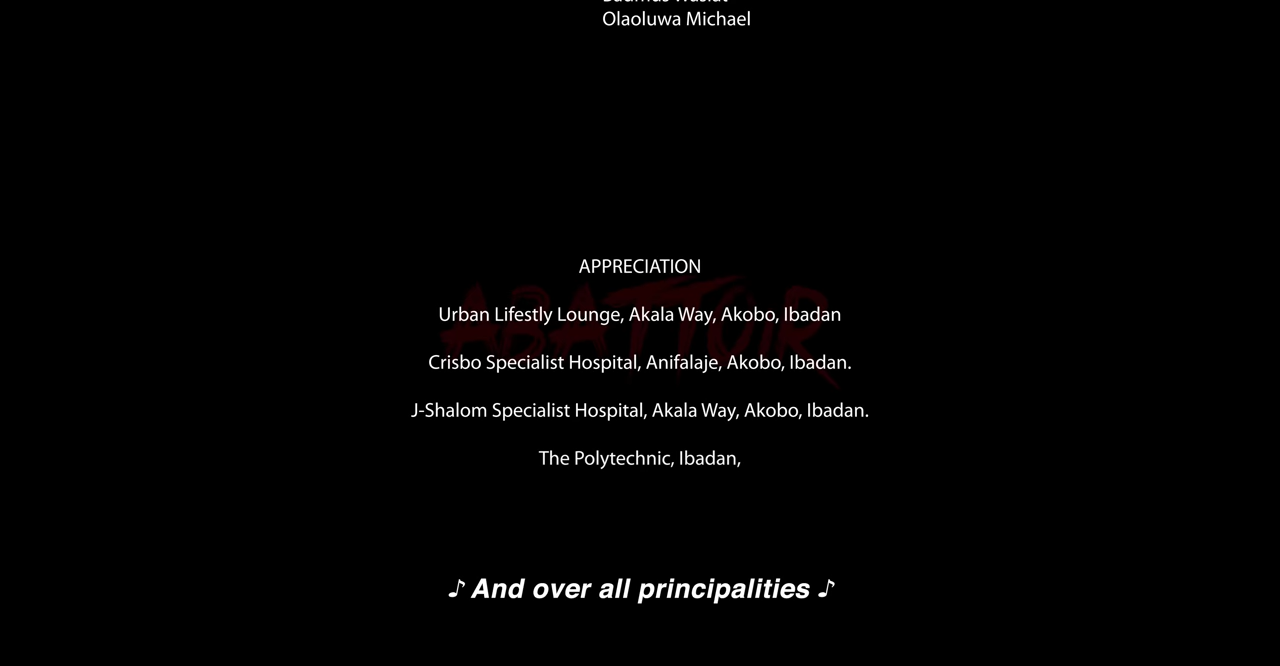 Olaoluwa Michael
APPRECIATION
ABATTOIR
Urban Lifestly Lounge, Akala Way, Akobo, Ibadan
Crisbo Specialist Hospital, Anifalaje, Akobo, Ibadan.
J-Shalom Specialist Hospital, Akala Way, Akobo, Ibadan.
The Polytechnic, Ibadan,
♪ And over all principalities ♪